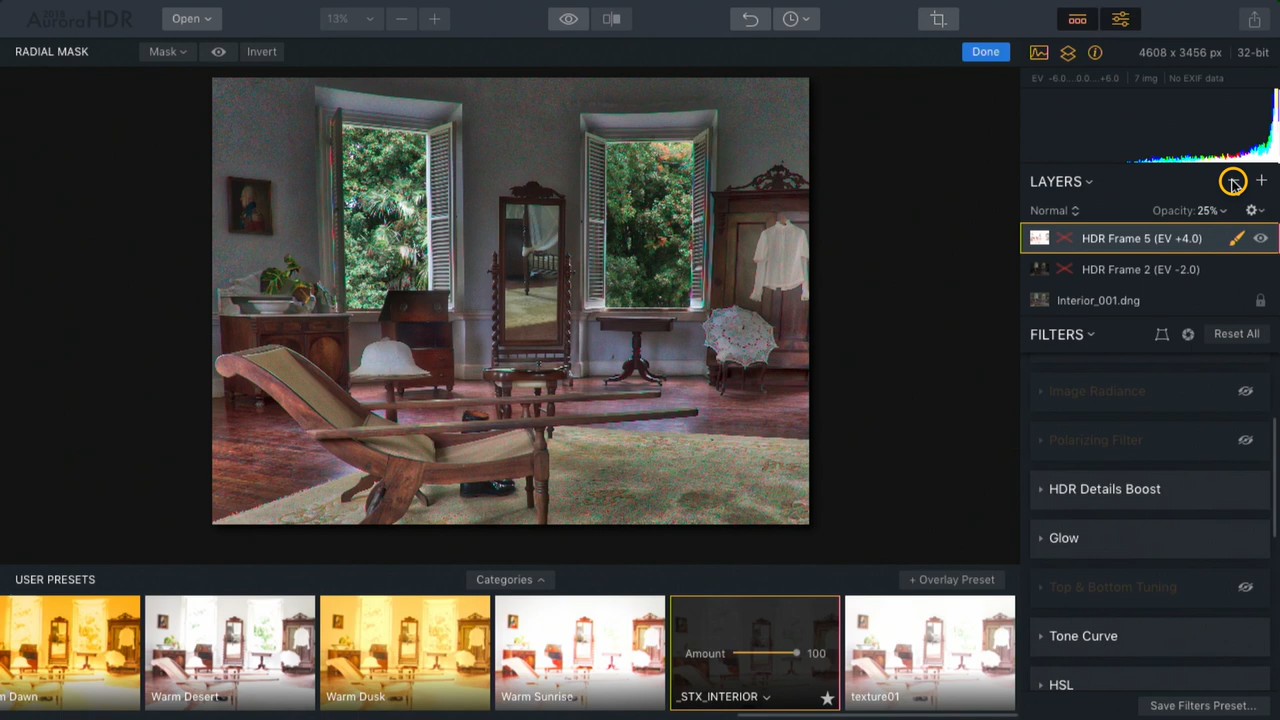 2018
AuroraHDR
Open
13%
RADIAL MASK
Mask
Invert
Done
4608 x 3456 px
32-bit
EV -6.0...0.0...+6.0
7 img
No EXIF data
LAYERS
Normal
Opacity: 25%
HDR Frame 5 (EV +4.0)
HDR Frame 2 (EV -2.0)
Interior_001.dng
FILTERS
Reset All
Image Radiance
Polarizing Filter
HDR Details Boost
Glow
Top & Bottom Tuning
Tone Curve
HSL
Save Filters Preset...
USER PRESETS
Categories
+ Overlay Preset
m Dawn
Warm Desert
Warm Dusk
Warm Sunrise
Amount
100
_STX_INTERIOR
texture01